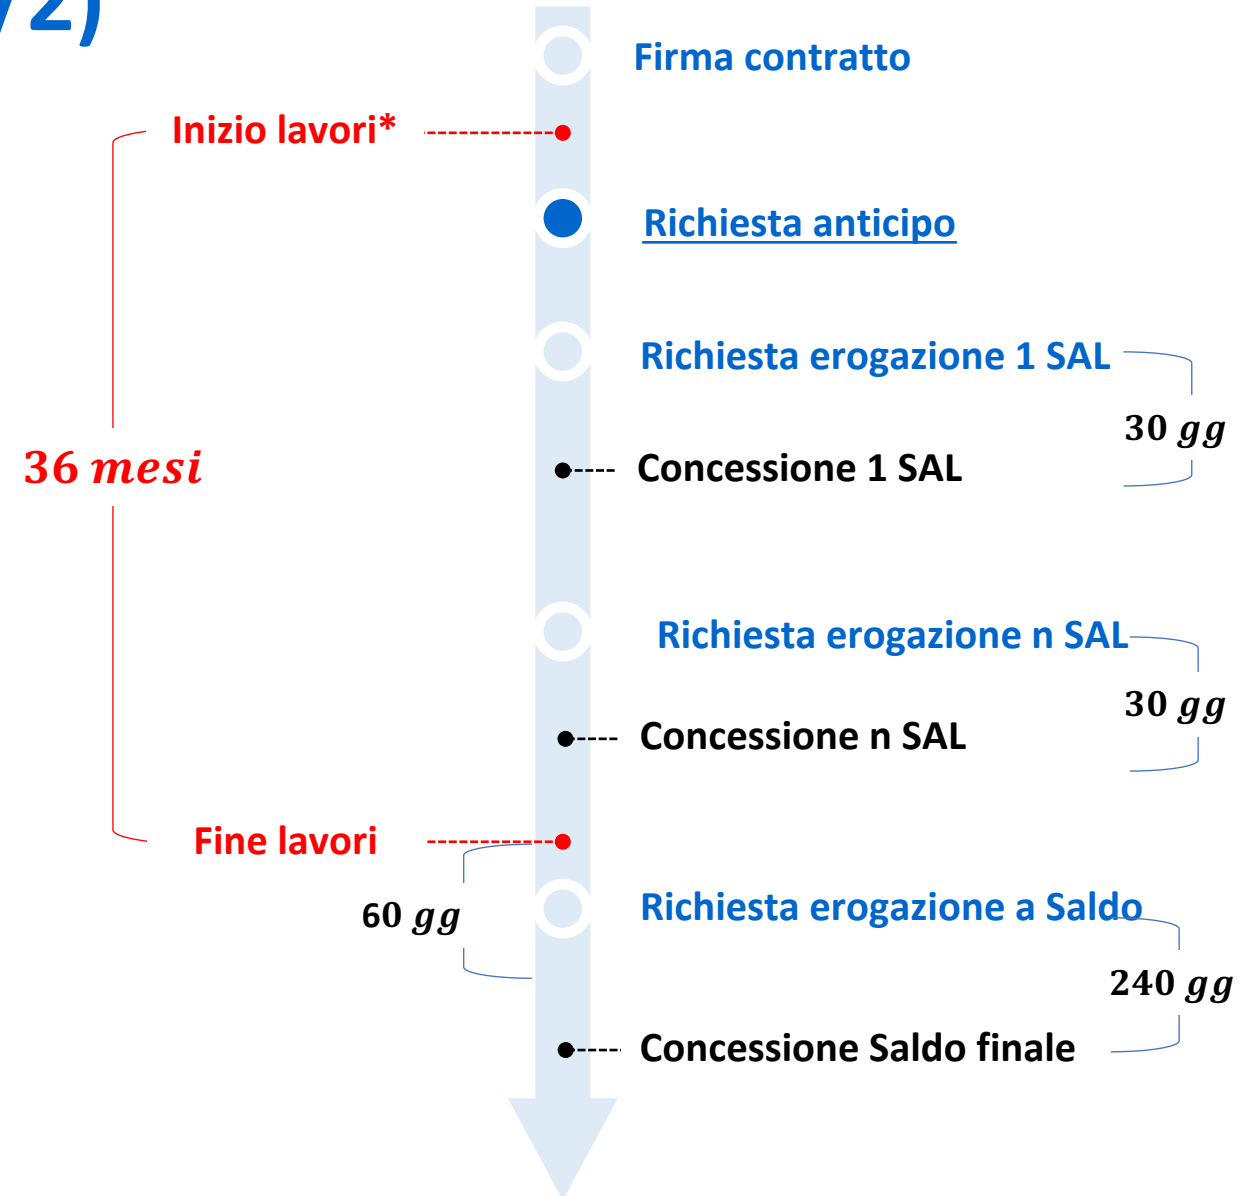 /2)
Firma contratto
Inizio lavori*
Richiesta anticipo
Richiesta erogazione 1 SAL
30 gg
36 mesi
Concessione 1 SAL
Richiesta erogazione n SAL
30 gg
Concessione n SAL
Fine lavori
60 gg
Richiesta erogazione a Saldo
240 gg
Concessione Saldo finale